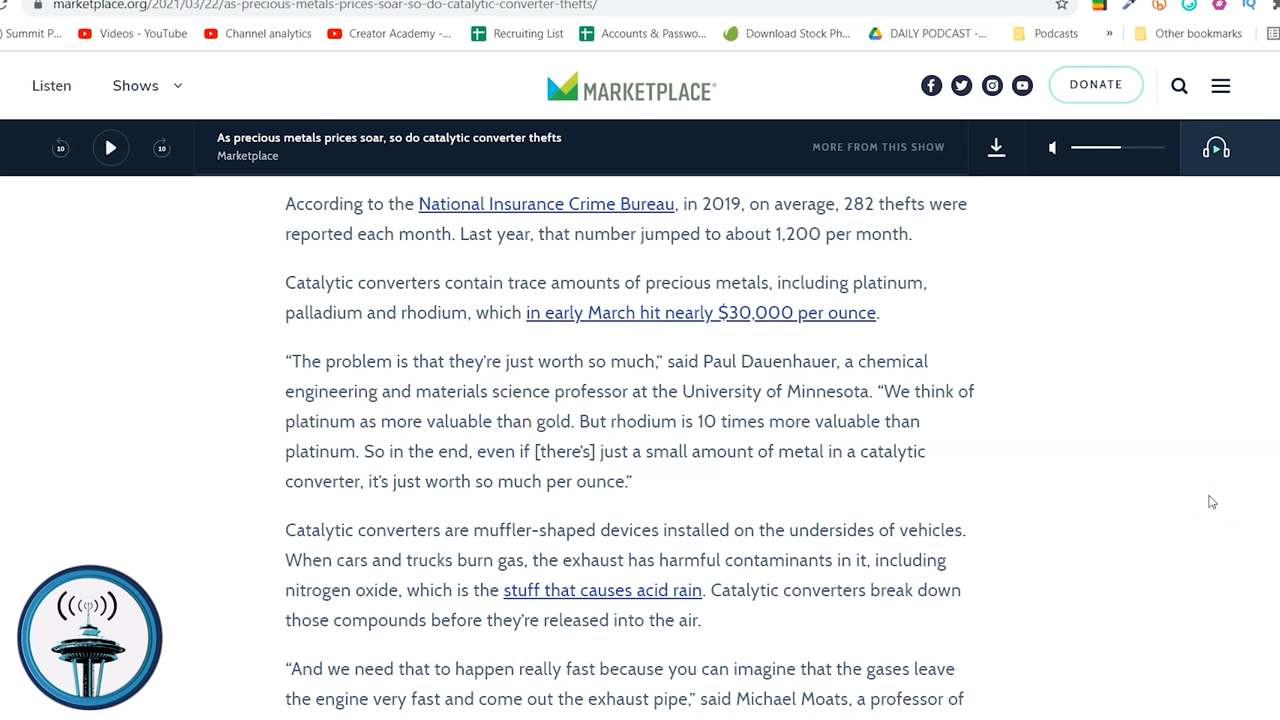 marketplace.org/2021/03/22/as-precious-metals-prices-soar-so-do-catalytic-converter-thefts/
) Summit P... Videos - YouTube Channel analytics Creator Academy -... Recruiting List Accounts & Passwo... Download Stock Ph... DAILY PODCAST -... Podcasts » Other bookmarks
Listen Shows MARKETPLACE® DONATE
10 10 As precious metals prices soar, so do catalytic converter thefts
Marketplace
MORE FROM THIS SHOW
According to the National Insurance Crime Bureau, in 2019, on average, 282 thefts were
reported each month. Last year, that number jumped to about 1,200 per month.
Catalytic converters contain trace amounts of precious metals, including platinum,
palladium and rhodium, which in early March hit nearly $30,000 per ounce.
“The problem is that they’re just worth so much,” said Paul Dauenhauer, a chemical
engineering and materials science professor at the University of Minnesota. “We think of
platinum as more valuable than gold. But rhodium is 10 times more valuable than
platinum. So in the end, even if [there’s] just a small amount of metal in a catalytic
converter, it’s just worth so much per ounce.”
Catalytic converters are muffler-shaped devices installed on the undersides of vehicles.
When cars and trucks burn gas, the exhaust has harmful contaminants in it, including
nitrogen oxide, which is the stuff that causes acid rain. Catalytic converters break down
those compounds before they’re released into the air.
“And we need that to happen really fast because you can imagine that the gases leave
the engine very fast and come out the exhaust pipe,” said Michael Moats, a professor of